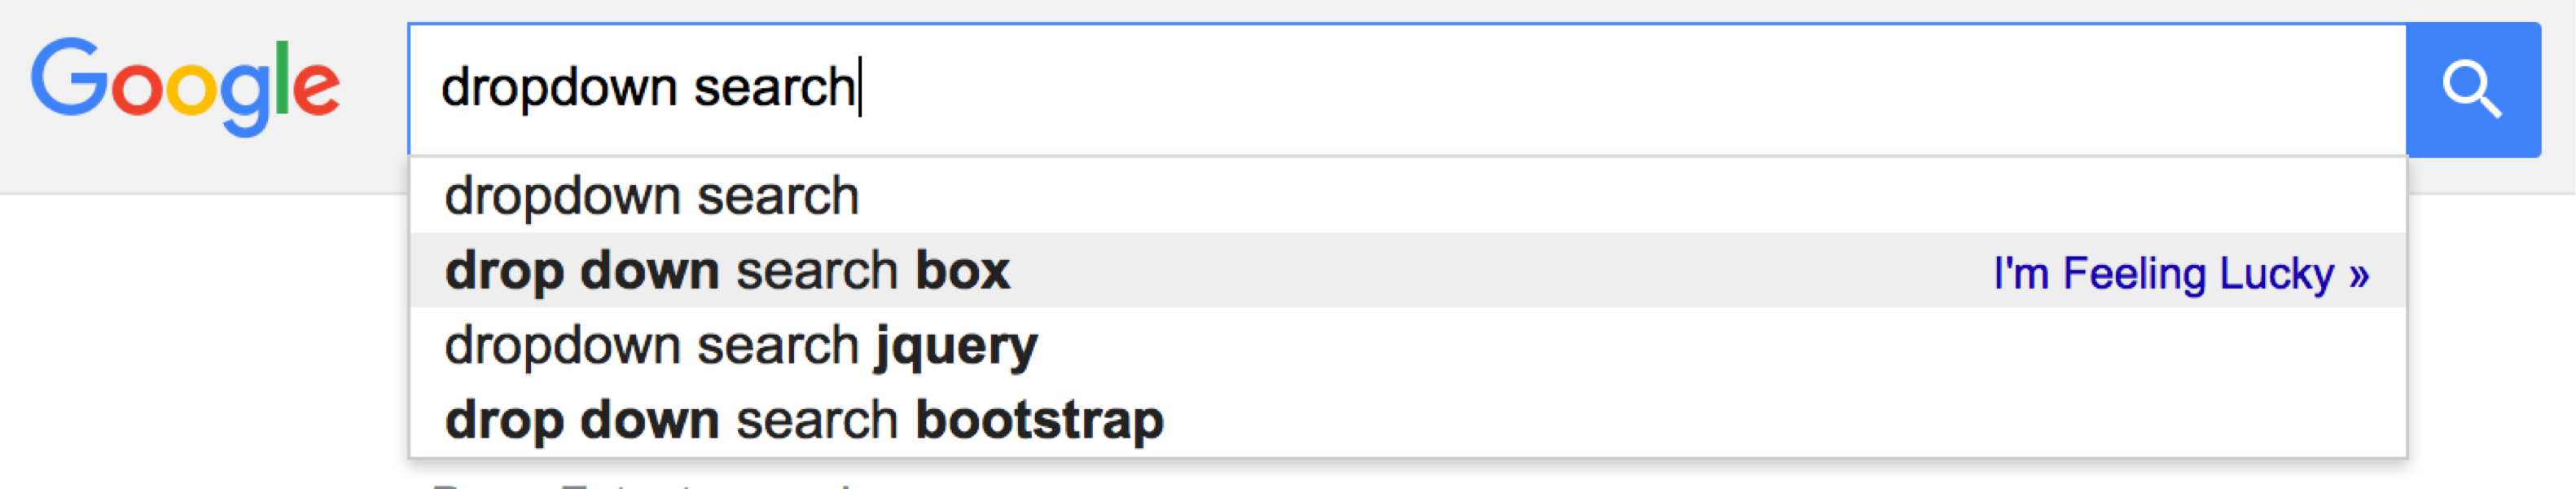 Google
dropdown search
dropdown search
drop down search box I'm Feeling Lucky »
dropdown search jquery
drop down search bootstrap